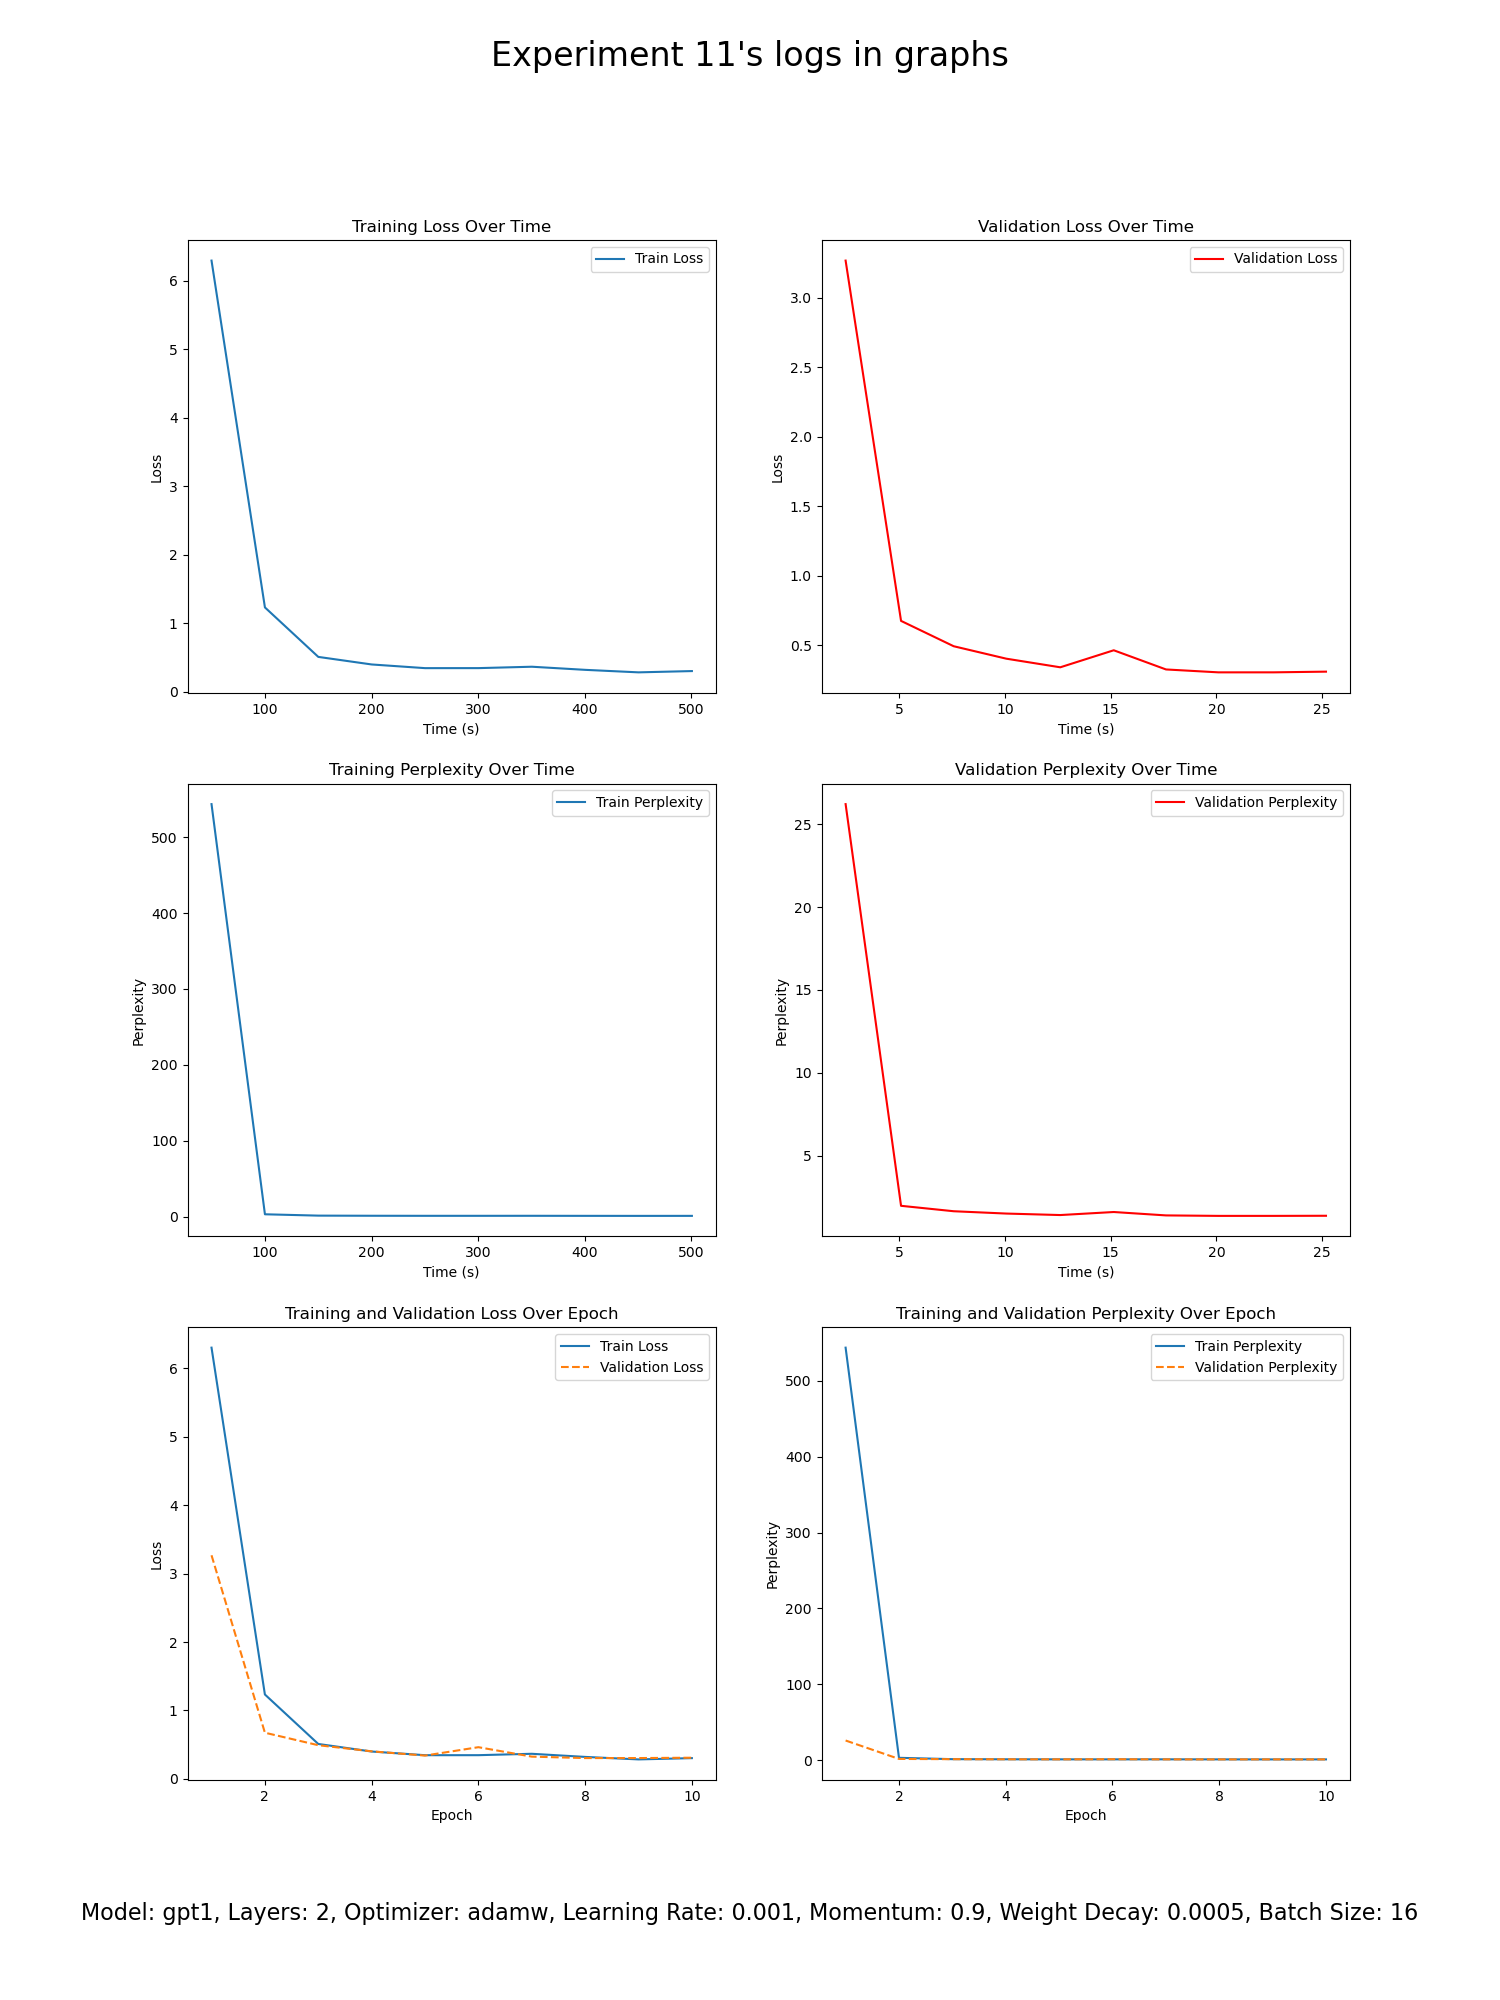 Experiment 11's logs in graphs
Training Loss Over Time
Train Loss
6
5
4
3
2
1
0
Loss
100 200 300 400 500
Time (s)
Validation Loss Over Time
Validation Loss
3.0
2.5
2.0
1.5
1.0
0.5
Loss
5 10 15 20 25
Time (s)
Training Perplexity Over Time
Train Perplexity
500
400
300
200
100
0
Perplexity
100 200 300 400 500
Time (s)
Validation Perplexity Over Time
Validation Perplexity
25
20
15
10
5
Perplexity
5 10 15 20 25
Time (s)
Training and Validation Loss Over Epoch
Train Loss
Validation Loss
6
5
4
3
2
1
0
Loss
2 4 6 8 10
Epoch
Training and Validation Perplexity Over Epoch
Train Perplexity
Validation Perplexity
500
400
300
200
100
0
Perplexity
2 4 6 8 10
Epoch
Model: gpt1, Layers: 2, Optimizer: adamw, Learning Rate: 0.001, Momentum: 0.9, Weight Decay: 0.0005, Batch Size: 16